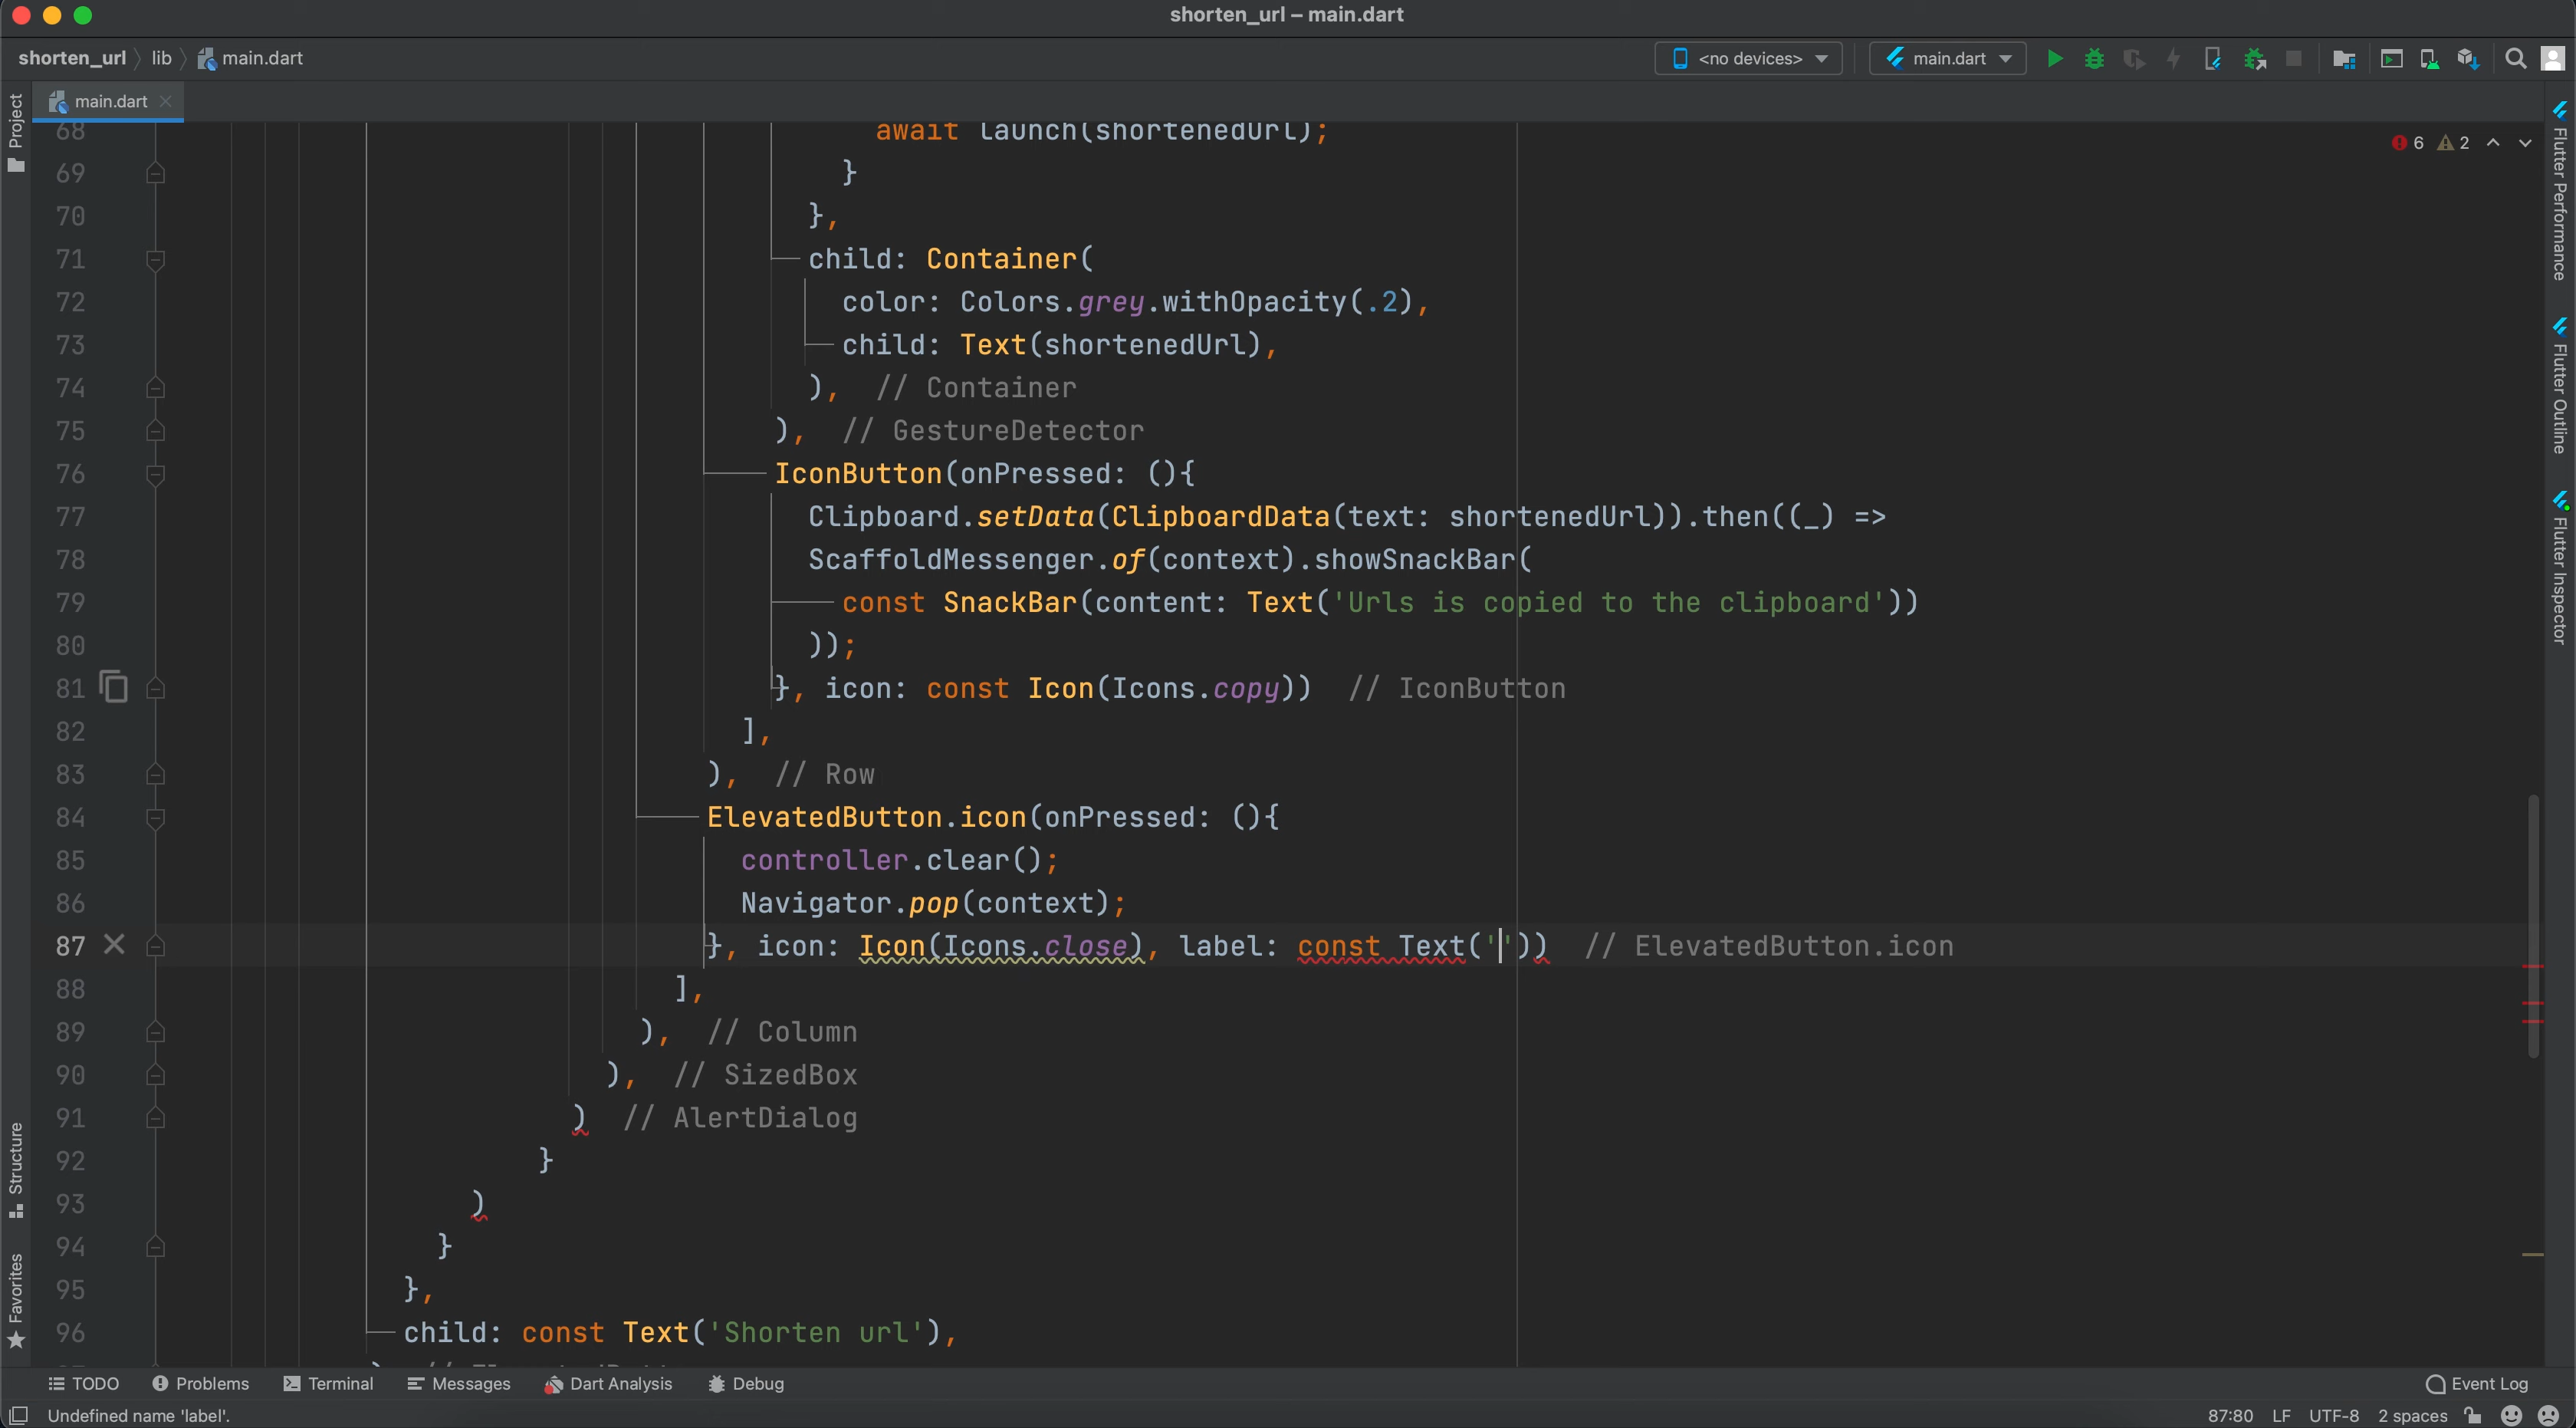 shorten_url – main.dart
shorten_url lib main.dart <no devices> main.dart
Project
main.dart
6 2
68 await launch(shortenedUrl);
69 }
70 },
71 child: Container(
72 color: Colors.grey.withOpacity(.2),
73 child: Text(shortenedUrl),
74 ), // Container
75 ), // GestureDetector
76 IconButton(onPressed: (){
77 Clipboard.setData(ClipboardData(text: shortenedUrl)).then((_) =>
78 ScaffoldMessenger.of(context).showSnackBar(
79 const SnackBar(content: Text('Urls is copied to the clipboard'))
80 ));
81 }, icon: const Icon(Icons.copy)) // IconButton
82 ],
83 ), // Row
84 ElevatedButton.icon(onPressed: (){
85 controller.clear();
86 Navigator.pop(context);
87 }, icon: Icon(Icons.close), label: const Text('')) // ElevatedButton.icon
88 ],
89 ), // Column
90 ), // SizedBox
91 ) // AlertDialog
92 }
93 )
94 }
95 },
96 child: const Text('Shorten url'),
Structure
Favorites
Flutter Performance
Flutter Outline
Flutter Inspector
TODO Problems Terminal Messages Dart Analysis Debug Event Log
Undefined name 'label'. 87:80 LF UTF-8 2 spaces